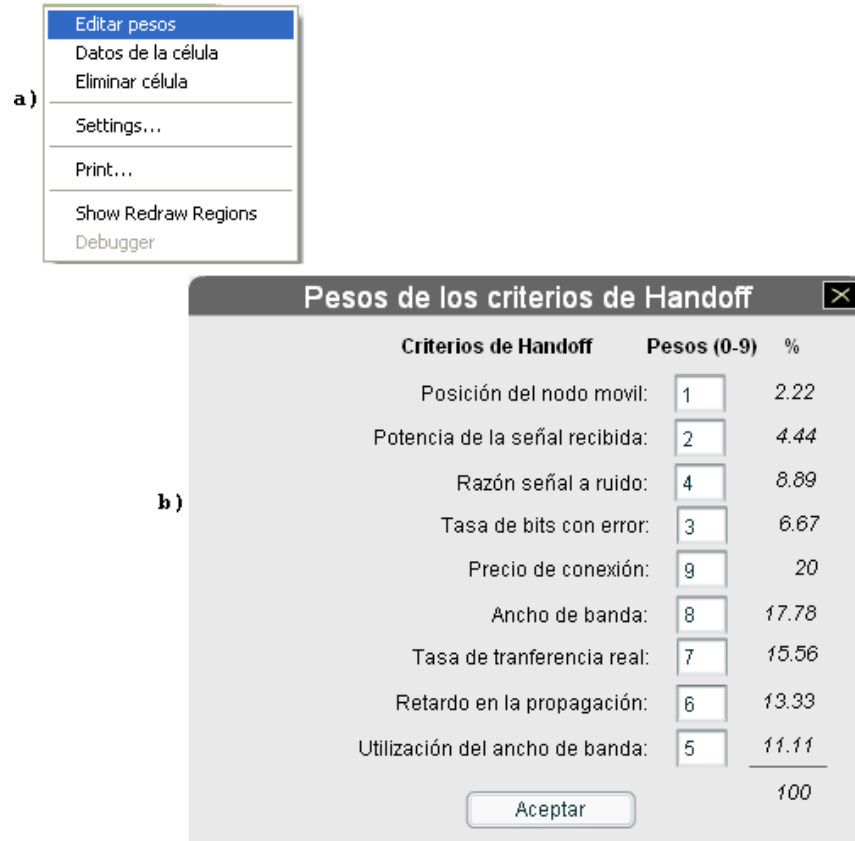 Editar pesos
Datos de la célula
Eliminar célula
a)
Settings...
Print...
Show Redraw Regions
Debugger
Pesos de los criterios de Handoff
Criterios de Handoff Pesos (0-9) %
Posición del nodo movil: 1 2.22
Potencia de la señal recibida: 2 4.44
Razón señal a ruido: 4 8.89
b)
Tasa de bits con error: 3 6.67
Precio de conexión: 9 20
Ancho de banda: 8 17.78
Tasa de tranferencia real: 7 15.56
Retardo en la propagación: 6 13.33
Utilización del ancho de banda: 5 11.11
100
Aceptar